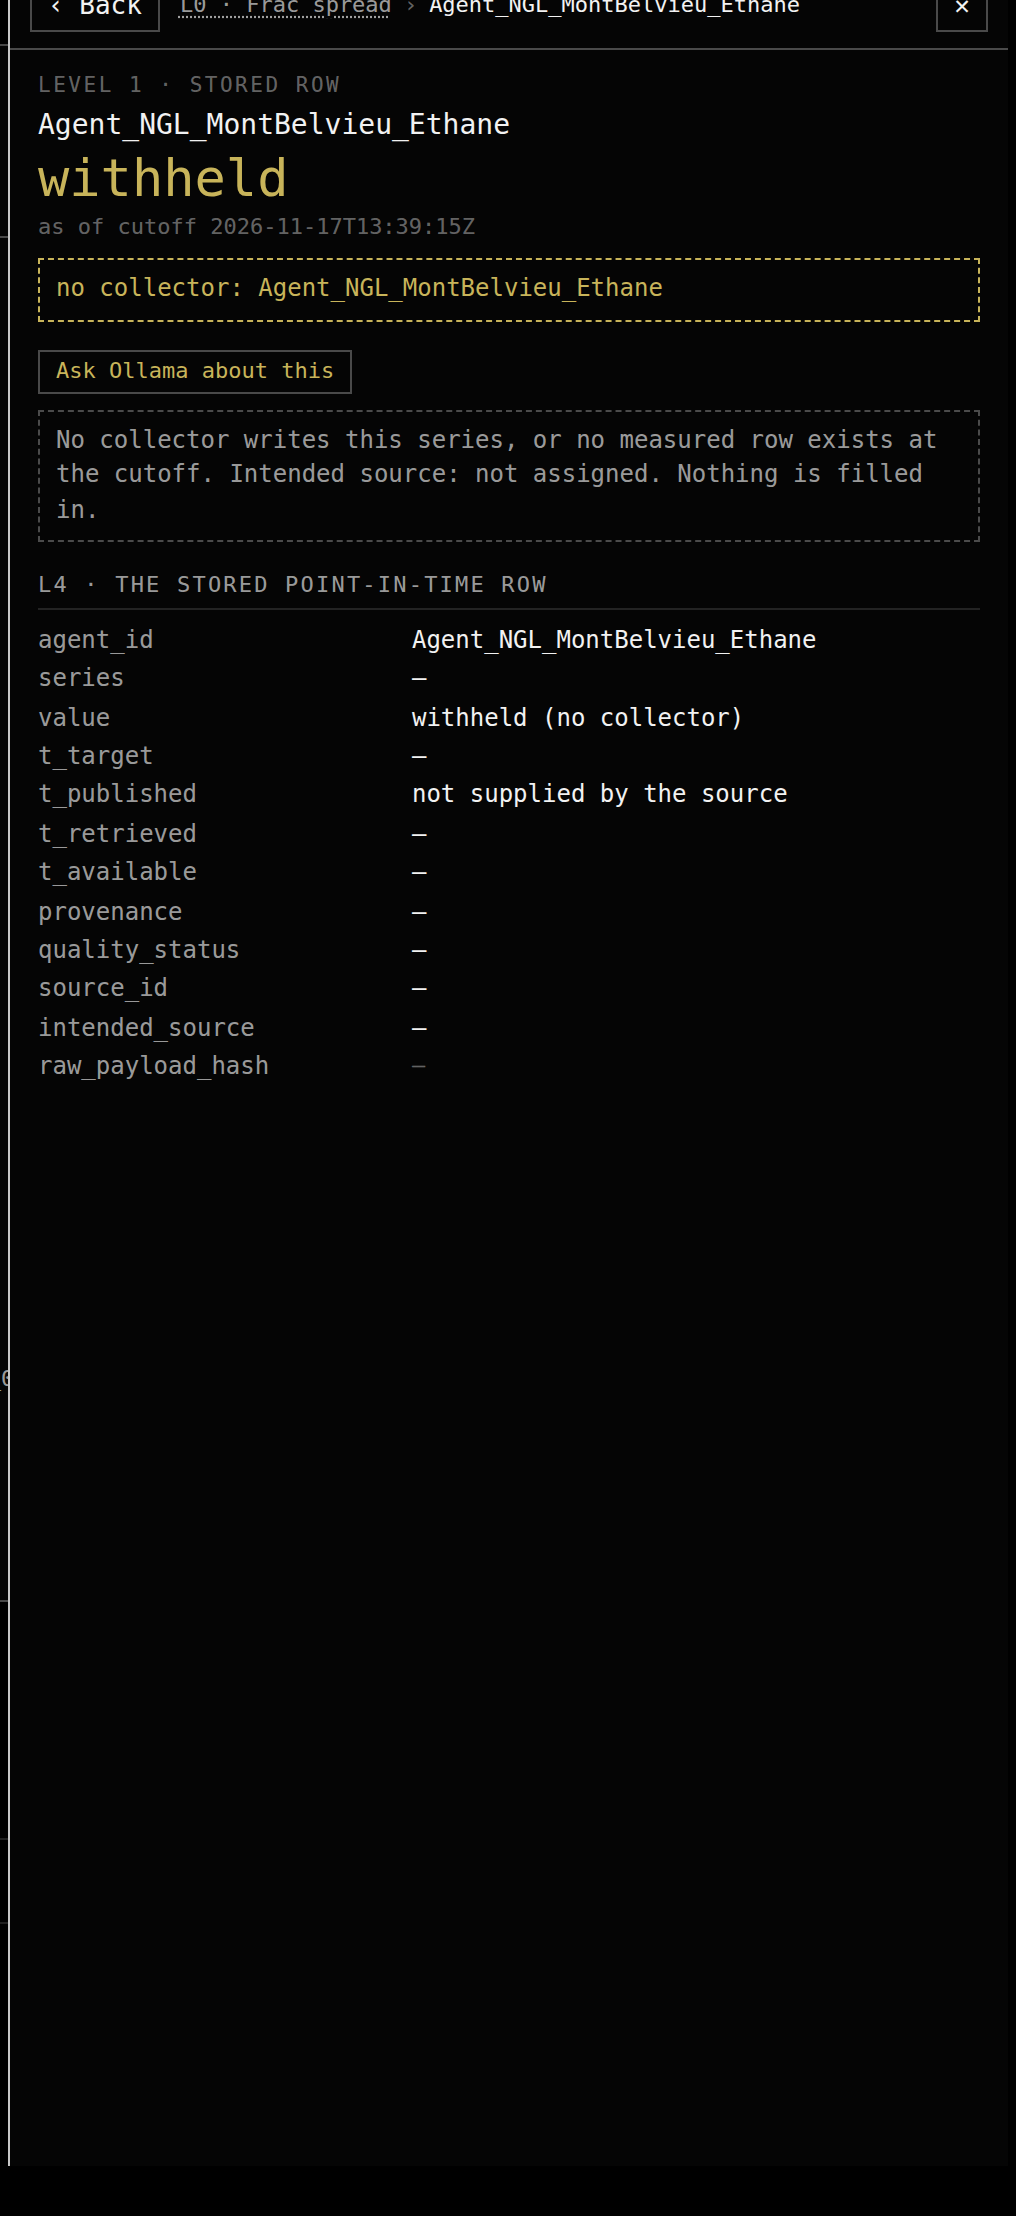 ‹ Back L0 · Frac spread › Agent_NGL_MontBelvieu_Ethane ×
LEVEL 1 · STORED ROW
Agent_NGL_MontBelvieu_Ethane
withheld
as of cutoff 2026-11-17T13:39:15Z
no collector: Agent_NGL_MontBelvieu_Ethane
Ask Ollama about this
No collector writes this series, or no measured row exists at
the cutoff. Intended source: not assigned. Nothing is filled
in.
L4 · THE STORED POINT-IN-TIME ROW
agent_id Agent_NGL_MontBelvieu_Ethane
series —
value withheld (no collector)
t_target —
t_published not supplied by the source
t_retrieved —
t_available —
provenance —
quality_status —
source_id —
intended_source —
raw_payload_hash —